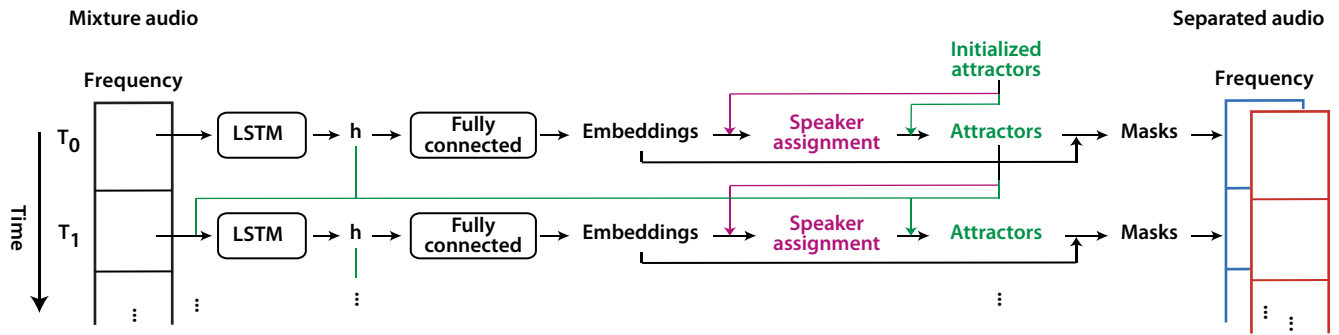 Mixture audio
Separated audio
Initialized
attractors
Frequency
Frequency
T0
LSTM
h
Fully
connected
Embeddings
Speaker
assignment
Attractors
Masks
Time
T1
LSTM
h
Fully
connected
Embeddings
Speaker
assignment
Attractors
Masks
...
...
...
...
...
...